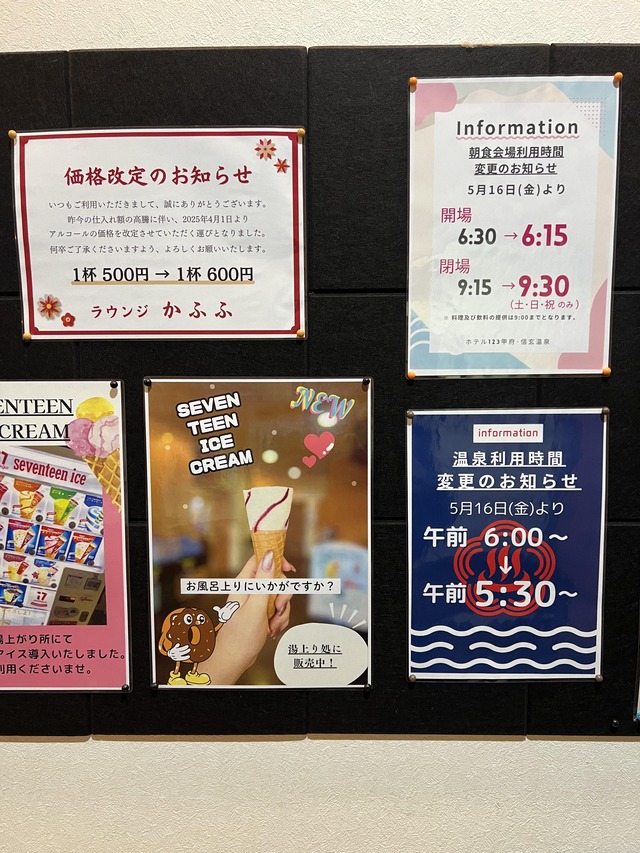 価格改定のお知らせ
いつもご利用いただきまして、誠にありがとうございます。
昨今の仕入れ額の高騰に伴い、2025年4月1日より
アルコールの価格を改定させていただく運びとなりました。
何卒ご了承くださいますよう、よろしくお願いいたします。
1杯 500円 → 1杯 600円
ラウンジ かふふ
Information
朝食会場利用時間
変更のお知らせ
5月16日(金)より
開場
6:30 → 6:15
閉場
9:15 → 9:30
(土・日・祝 のみ)
※ 料理及び飲料の提供は9:00までとなります。
ホテル123甲府・信玄温泉
ENTEEN
CREAM
7 seventeen ice
17
湯上がり所にて
アイス導入いたしました。
利用くださいませ。
SEVEN
TEEN
ICE
CREAM
NEW
お風呂上りにいかがですか？
湯上り処に
販売中！
information
温泉利用時間
変更のお知らせ
5月16日(金)より
午前 6:00～
↓
午前 5:30～